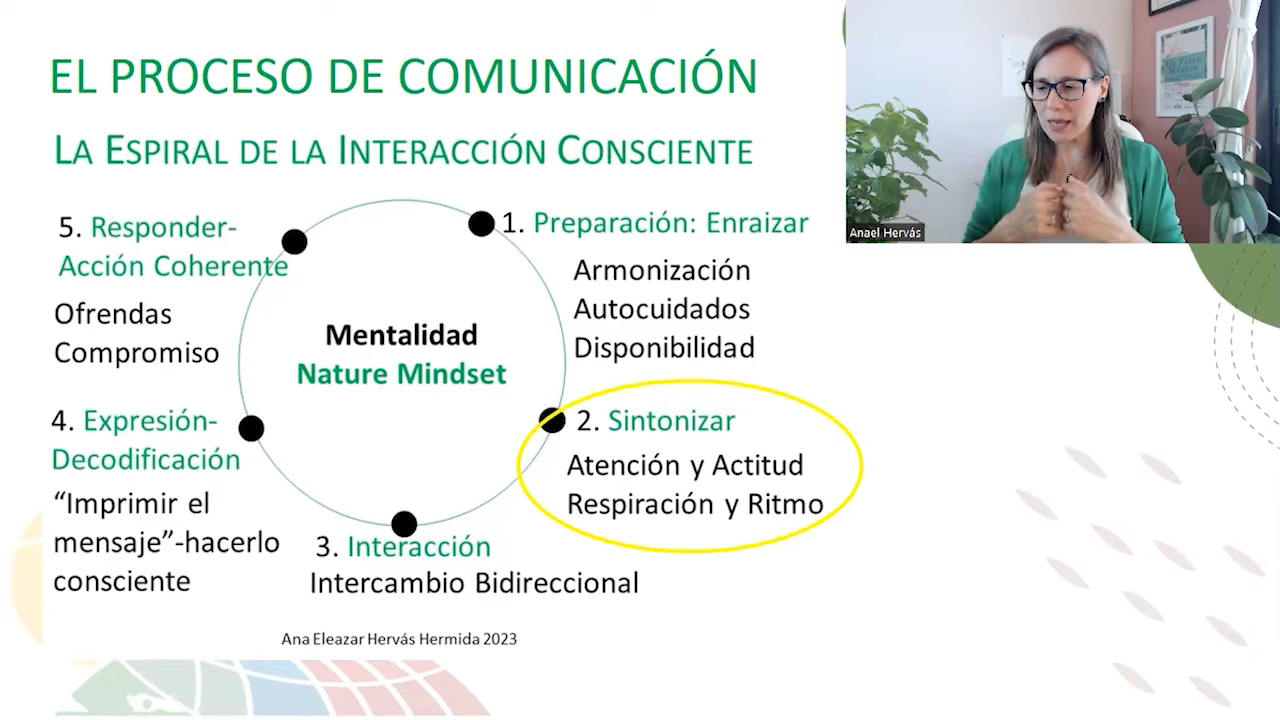 EL PROCESO DE COMUNICACIÓN
LA ESPIRAL DE LA INTERACCIÓN CONSCIENTE
1. Preparación: Enraizar
Armonización
Autocuidados
Disponibilidad
2. Sintonizar
Atención y Actitud
Respiración y Ritmo
3. Interacción
Intercambio Bidireccional
4. Expresión-
Decodificación
“Imprimir el
mensaje”-hacerlo
consciente
5. Responder-
Acción Coherente
Ofrendas
Compromiso
Mentalidad
Nature Mindset
Ana Eleazar Hervás Hermida 2023
Anael Hervás